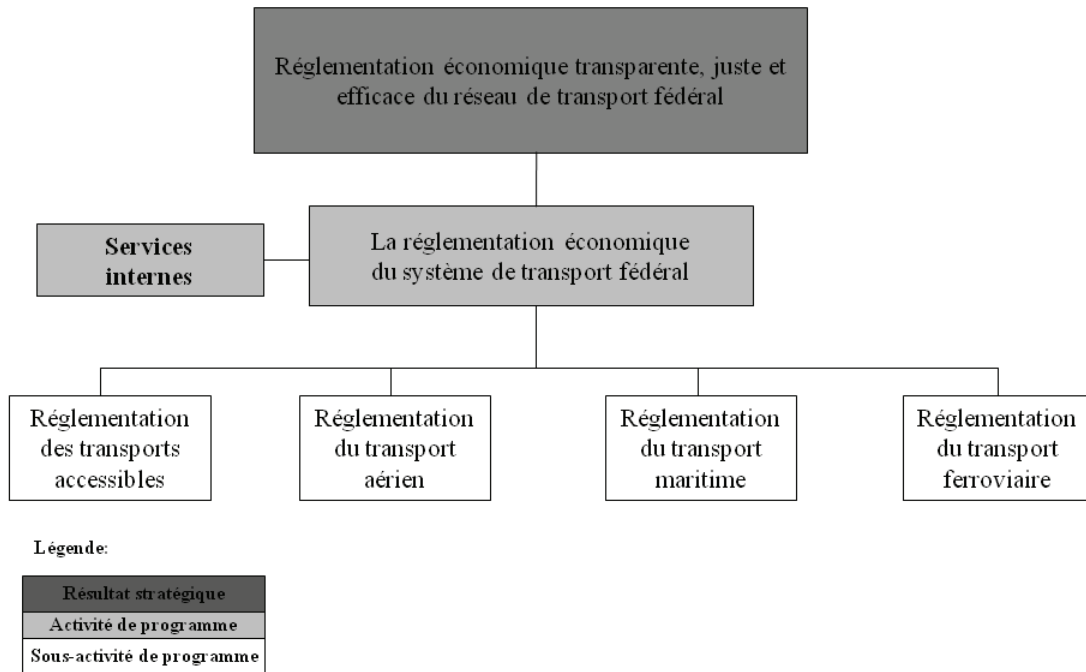 Réglementation économique transparente, juste et
efficace du réseau de transport fédéral
Services
internes
La réglementation économique
du système de transport fédéral
Réglementation
des transports
accessibles
Réglementation
du transport
aérien
Réglementation
du transport
maritime
Réglementation
du transport
ferroviaire
Légende:
Résultat stratégique
Activité de programme
Sous-activité de programme